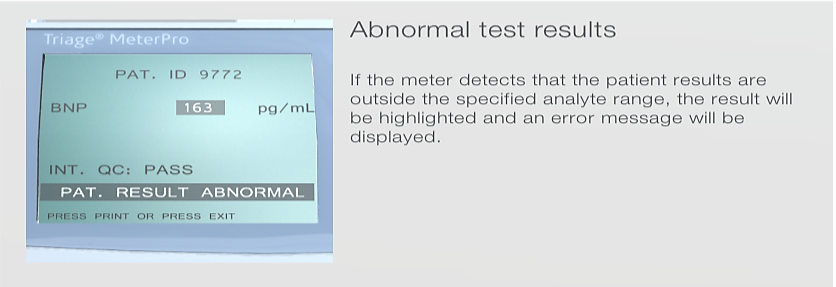 Abnormal test results
Triage® MeterPro
PAT. ID 9772
BNP 163 pg/mL
INT. QC: PASS
PAT. RESULT ABNORMAL
PRESS PRINT OR PRESS EXIT
If the meter detects that the patient results are
outside the specified analyte range, the result will
be highlighted and an error message will be
displayed.